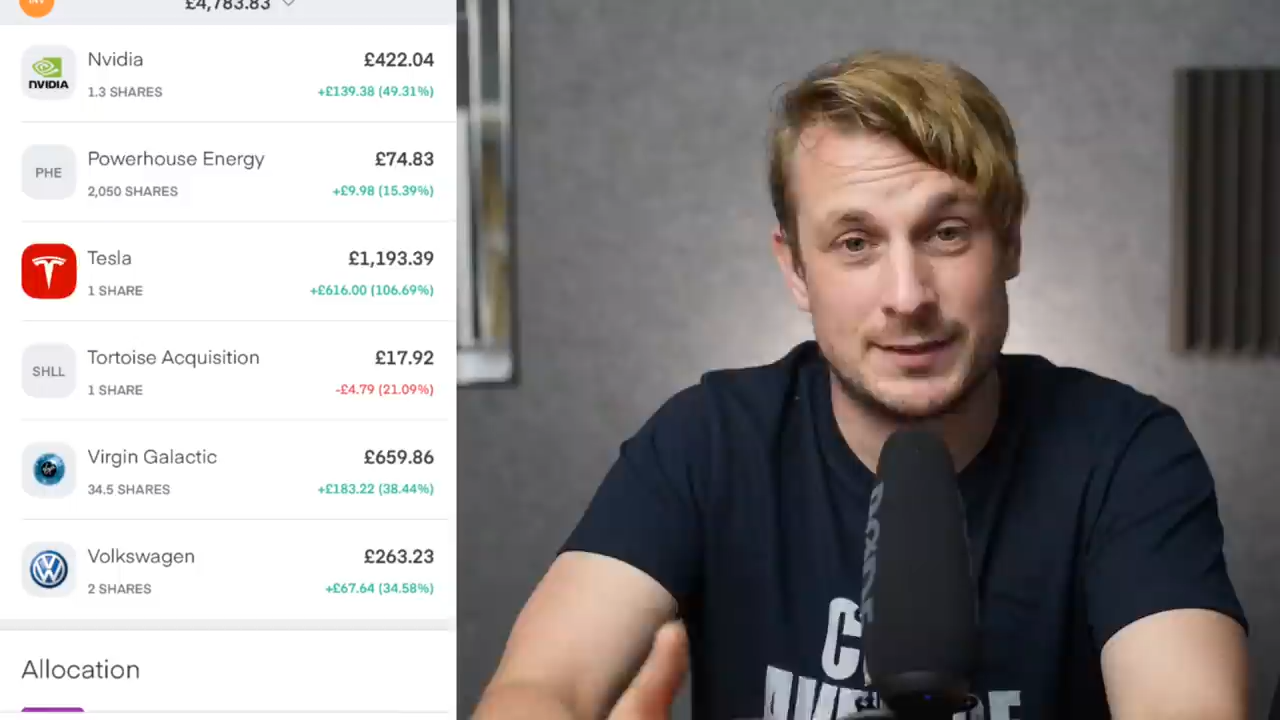 £4,783.83
Nvidia
£422.04
NVIDIA
1.3 SHARES
+£139.38 (49.31%)
Powerhouse Energy
£74.83
PHE
2,050 SHARES
+£9.98 (15.39%)
Tesla
£1,193.39
1 SHARE
+£616.00 (106.69%)
Tortoise Acquisition
£17.92
SHLL
1 SHARE
-£4.79 (21.09%)
Virgin Galactic
£659.86
34.5 SHARES
+£183.22 (38.44%)
Volkswagen
£263.23
2 SHARES
+£67.64 (34.58%)
Allocation